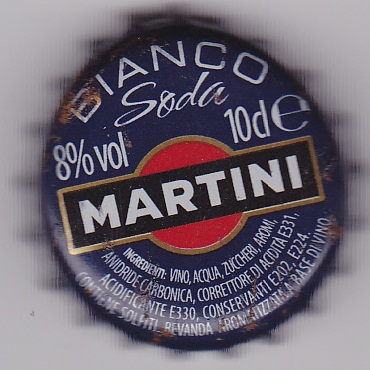 BIANCO
Soda
8% vol
10cl e
MARTINI
INGREDIENTI: VINO, ACQUA, ZUCCHERI, AROMI,
ANIDRIDE CARBONICA, CORRETTORE DI ACIDITÀ E331,
ACIDIFICANTE E330, CONSERVANTI E202, E224.
CONTIENE SOLFITI. BEVANDA AROMATIZZATA A BASE DI VINO